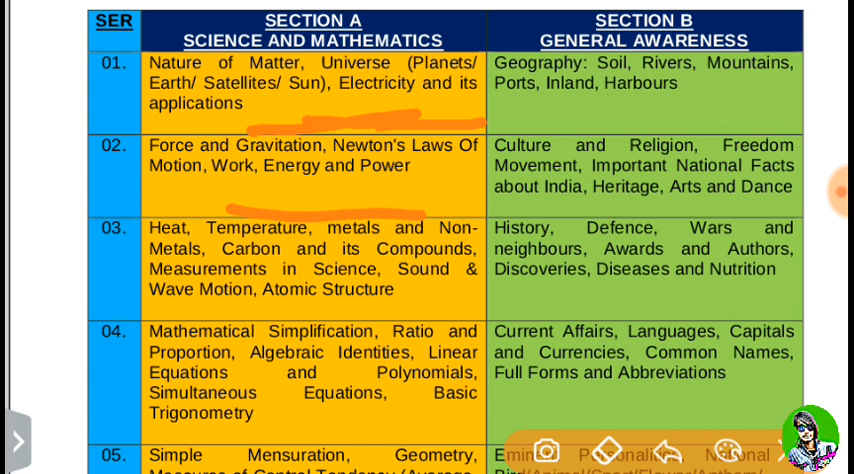 SER
SECTION A
SCIENCE AND MATHEMATICS
SECTION B
GENERAL AWARENESS
01.
Nature of Matter, Universe (Planets/
Earth/ Satellites/ Sun), Electricity and its
applications
Geography: Soil, Rivers, Mountains,
Ports, Inland, Harbours
02.
Force and Gravitation, Newton's Laws Of
Motion, Work, Energy and Power
Culture and Religion, Freedom
Movement, Important National Facts
about India, Heritage, Arts and Dance
03.
Heat, Temperature, metals and Non-
Metals, Carbon and its Compounds,
Measurements in Science, Sound &
Wave Motion, Atomic Structure
History, Defence, Wars and
neighbours, Awards and Authors,
Discoveries, Diseases and Nutrition
04.
Mathematical Simplification, Ratio and
Proportion, Algebraic Identities, Linear
Equations and Polynomials,
Simultaneous Equations, Basic
Trigonometry
Current Affairs, Languages, Capitals
and Currencies, Common Names,
Full Forms and Abbreviations
05.
Simple Mensuration, Geometry,
National